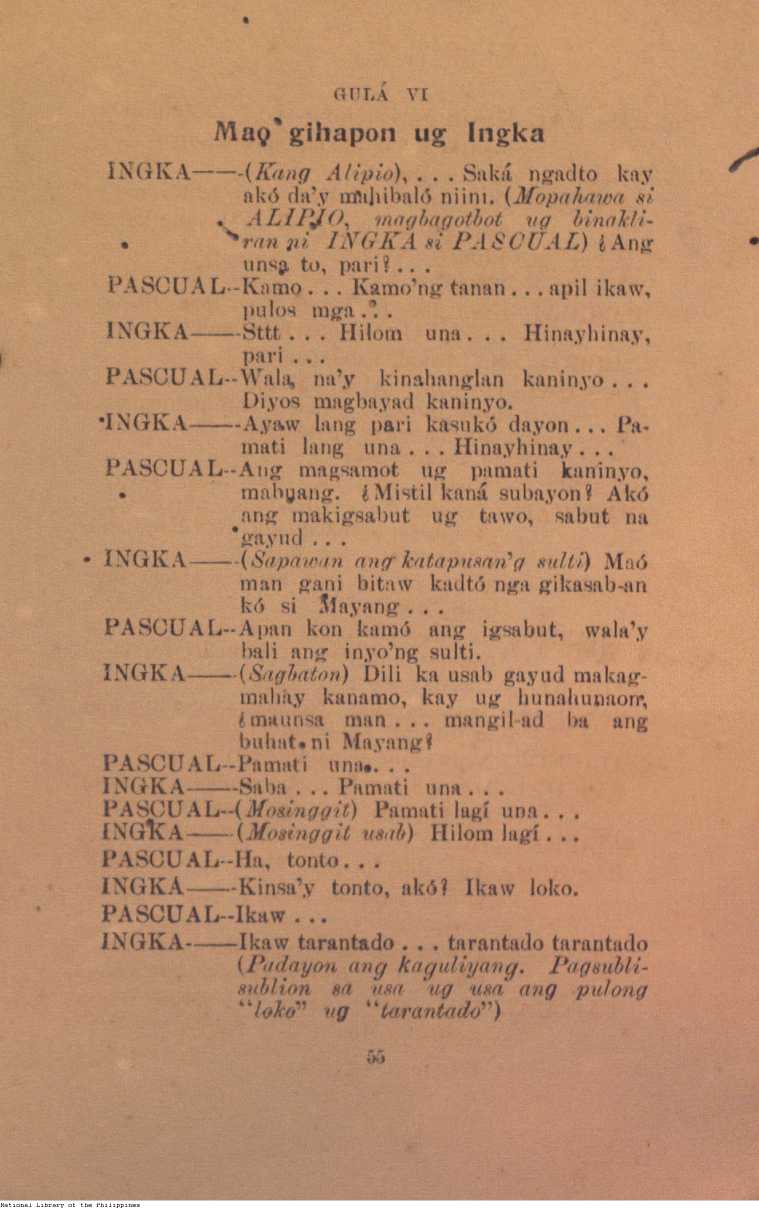 GULÁ VI
Mao gihapon ug Ingka
INGKA——-(Kang Alipio), . . . Saká ngadto kay
akó da’y mahibaló niini. (Mopahawa si
ALIPIO, magbagotbot ug binakli-
ran ni INGKA si PASCUAL) ¿Ang
unsa to, pari? . . .
PASCUAL--Kamo . . . Kamo’ng tanan . . . apil ikaw,
pulos mga . . .
INGKA——-Sttt . . . Hilom una . . . Hinayhinay,
pari . . .
PASCUAL--Wala na’y kinahanglan kaninyo . . .
Diyos magbayad kaninyo.
INGKA——-Ayaw lang pari kasukó dayon . . . Pa-
mati lang una . . . Hinayhinay . . .
PASCUAL--Ang magsamot ug pamati kaninyo,
mabuang. ¿Mistil kaná subayon? Akó
ang makigsabut ug tawo, sabut na
gayud . . .
INGKA——-(Sapawan ang katapusan’g sulti) Maó
man gani bitaw kadtó nga gikasab-an
kó si Mayang . . .
PASCUAL--Apan kon kamó ang igsabut, wala’y
bali ang inyo’ng sulti.
INGKA——-(Sagbaton) Dili ka usab gayud makag-
mahay kanamo, kay ug hunahunaon,
¿maunsa man . . . mangil-ad ba ang
buhat ni Mayang?
PASCUAL--Pamati una . . .
INGKA——-Saba . . . Pamati una . . .
PASCUAL--(Mosinggit) Pamati lagí una . . .
INGKA——-(Mosinggit usab) Hilom lagí . . .
PASCUAL--Ha, tonto . . .
INGKA——-Kinsa’y tonto, akó? Ikaw loko.
PASCUAL--Ikaw . . .
INGKA-——Ikaw tarantado . . . tarantado tarantado
(Padayon ang kaguliyang. Pagsubli-
sublion sa usa ug usa ang pulong
“loko” ug “tarantado”)
55
National Library of the Philippines